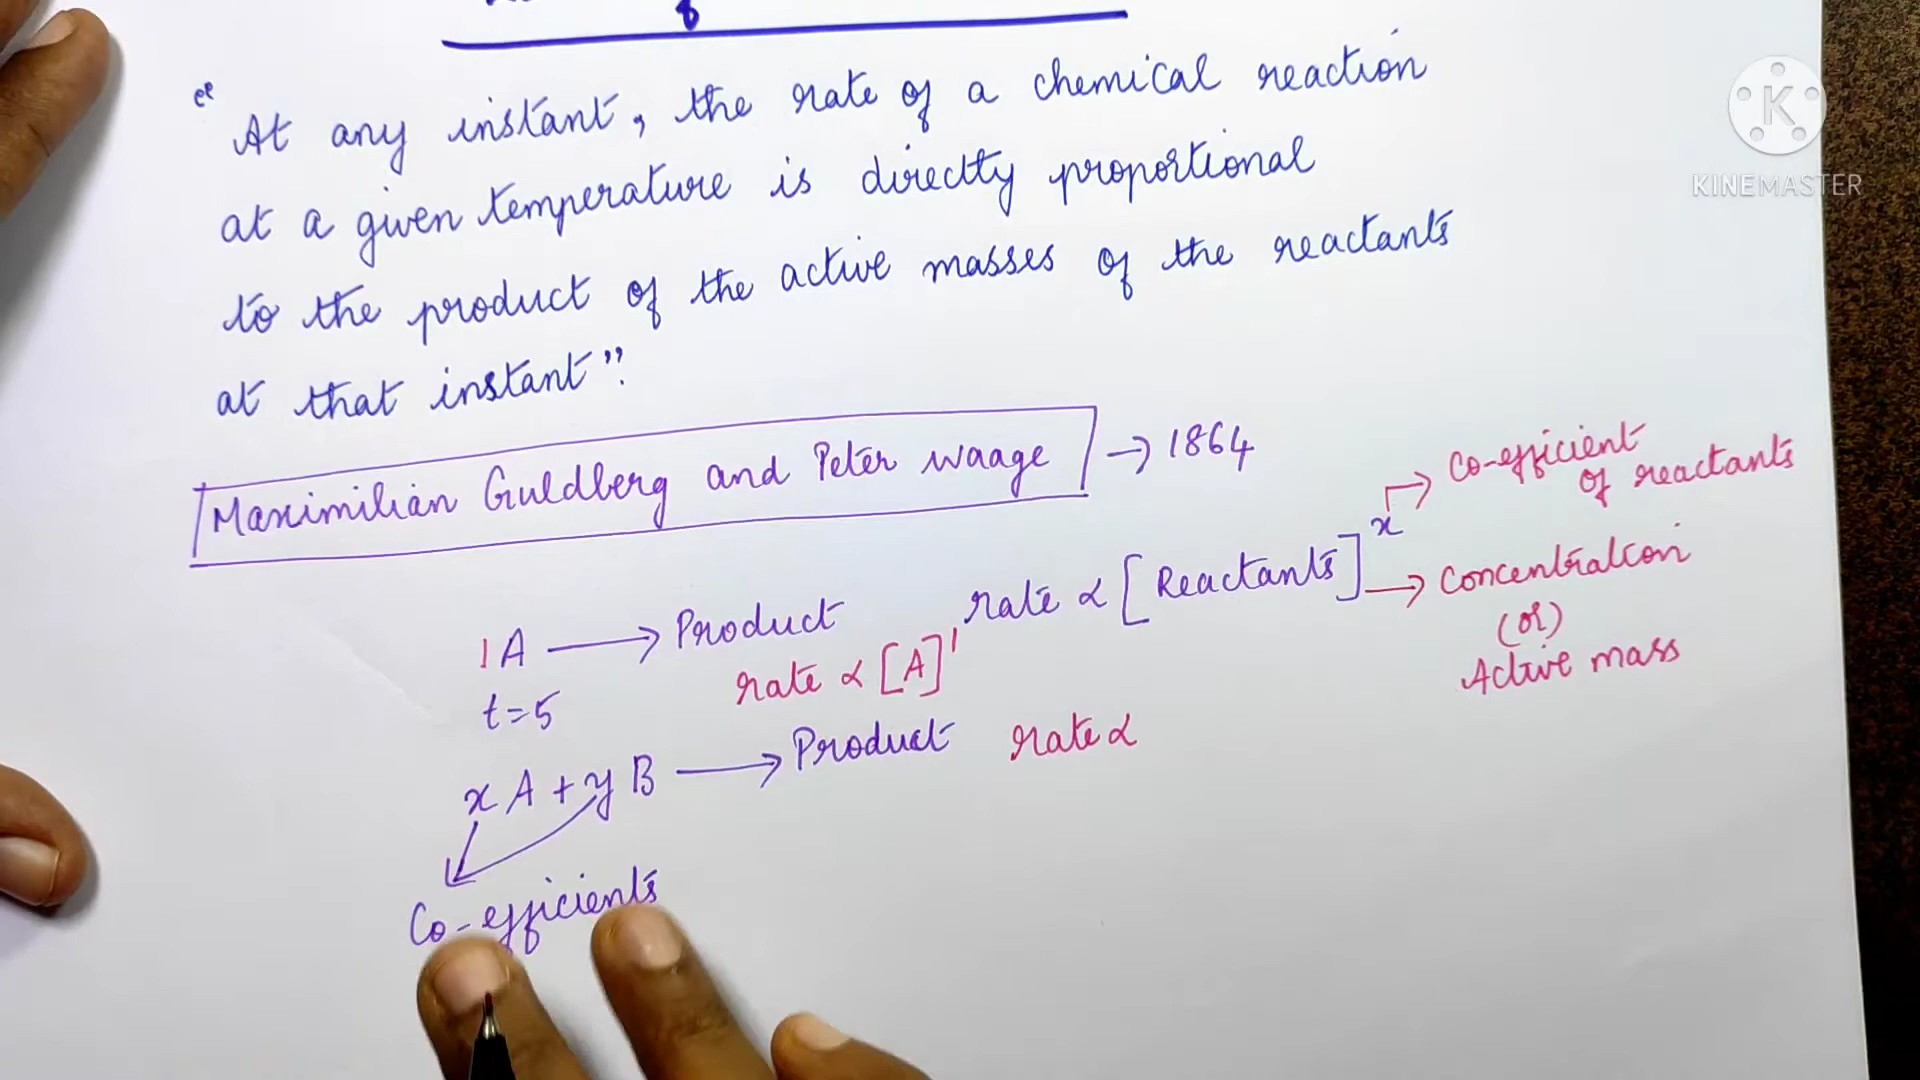 “At any instant, the rate of a chemical reaction
at a given temperature is directly proportional
to the product of the active masses of the reactants
at that instant”.
Maximilian Guldberg and Peter Waage → 1864
rate ∝ [Reactants]^x
→ Co-efficient
of reactants
→ Concentration
(or)
Active mass
1A ⟶ Product
rate ∝ [A]^1
t=5
xA + yB ⟶ Product rate ∝
Co-efficients
K
KINEMASTER